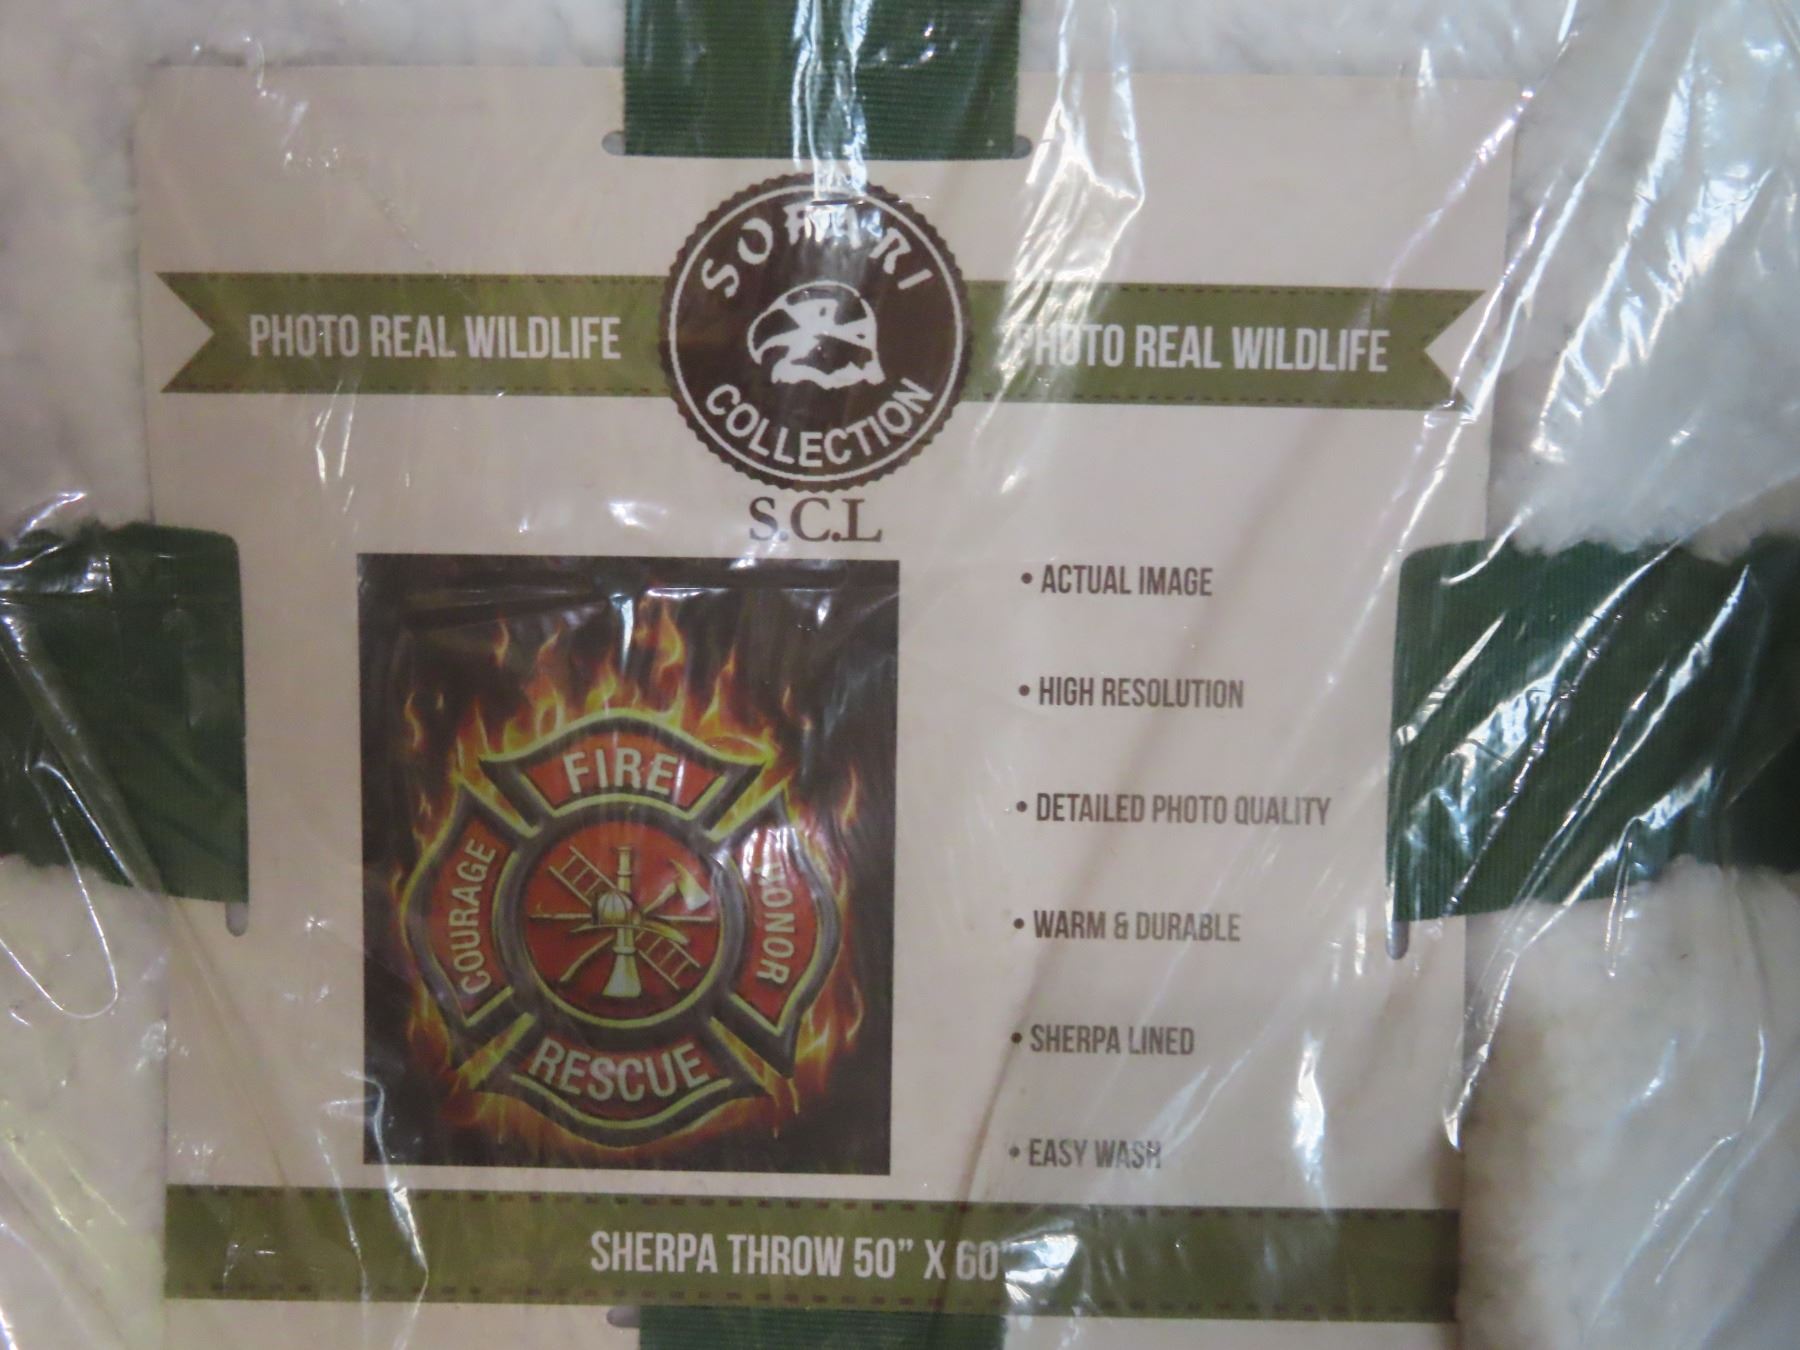 COLLECTION
PHOTO REAL WILDLIFE
PHOTO REAL WILDLIFE
S.C.L
FIRE
COURAGE
HONOR
RESCUE
• ACTUAL IMAGE
• HIGH RESOLUTION
• DETAILED PHOTO QUALITY
• WARM & DURABLE
• SHERPA LINED
• EASY WASH
SHERPA THROW 50” X 60”